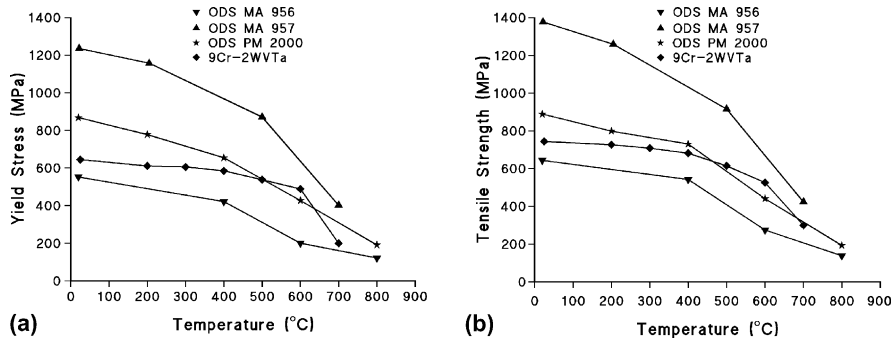 ODS MA 956
ODS MA 957
ODS PM 2000
9Cr-2WVTa
1400
1200
1000
800
600
400
200
0
Yield Stress (MPa)
0 100 200 300 400 500 600 700 800 900
Temperature (°C)
(a)
ODS MA 956
ODS MA 957
ODS PM 2000
9Cr-2WVTa
1400
1200
1000
800
600
400
200
0
Tensile Strength (MPa)
0 100 200 300 400 500 600 700 800 900
Temperature (°C)
(b)